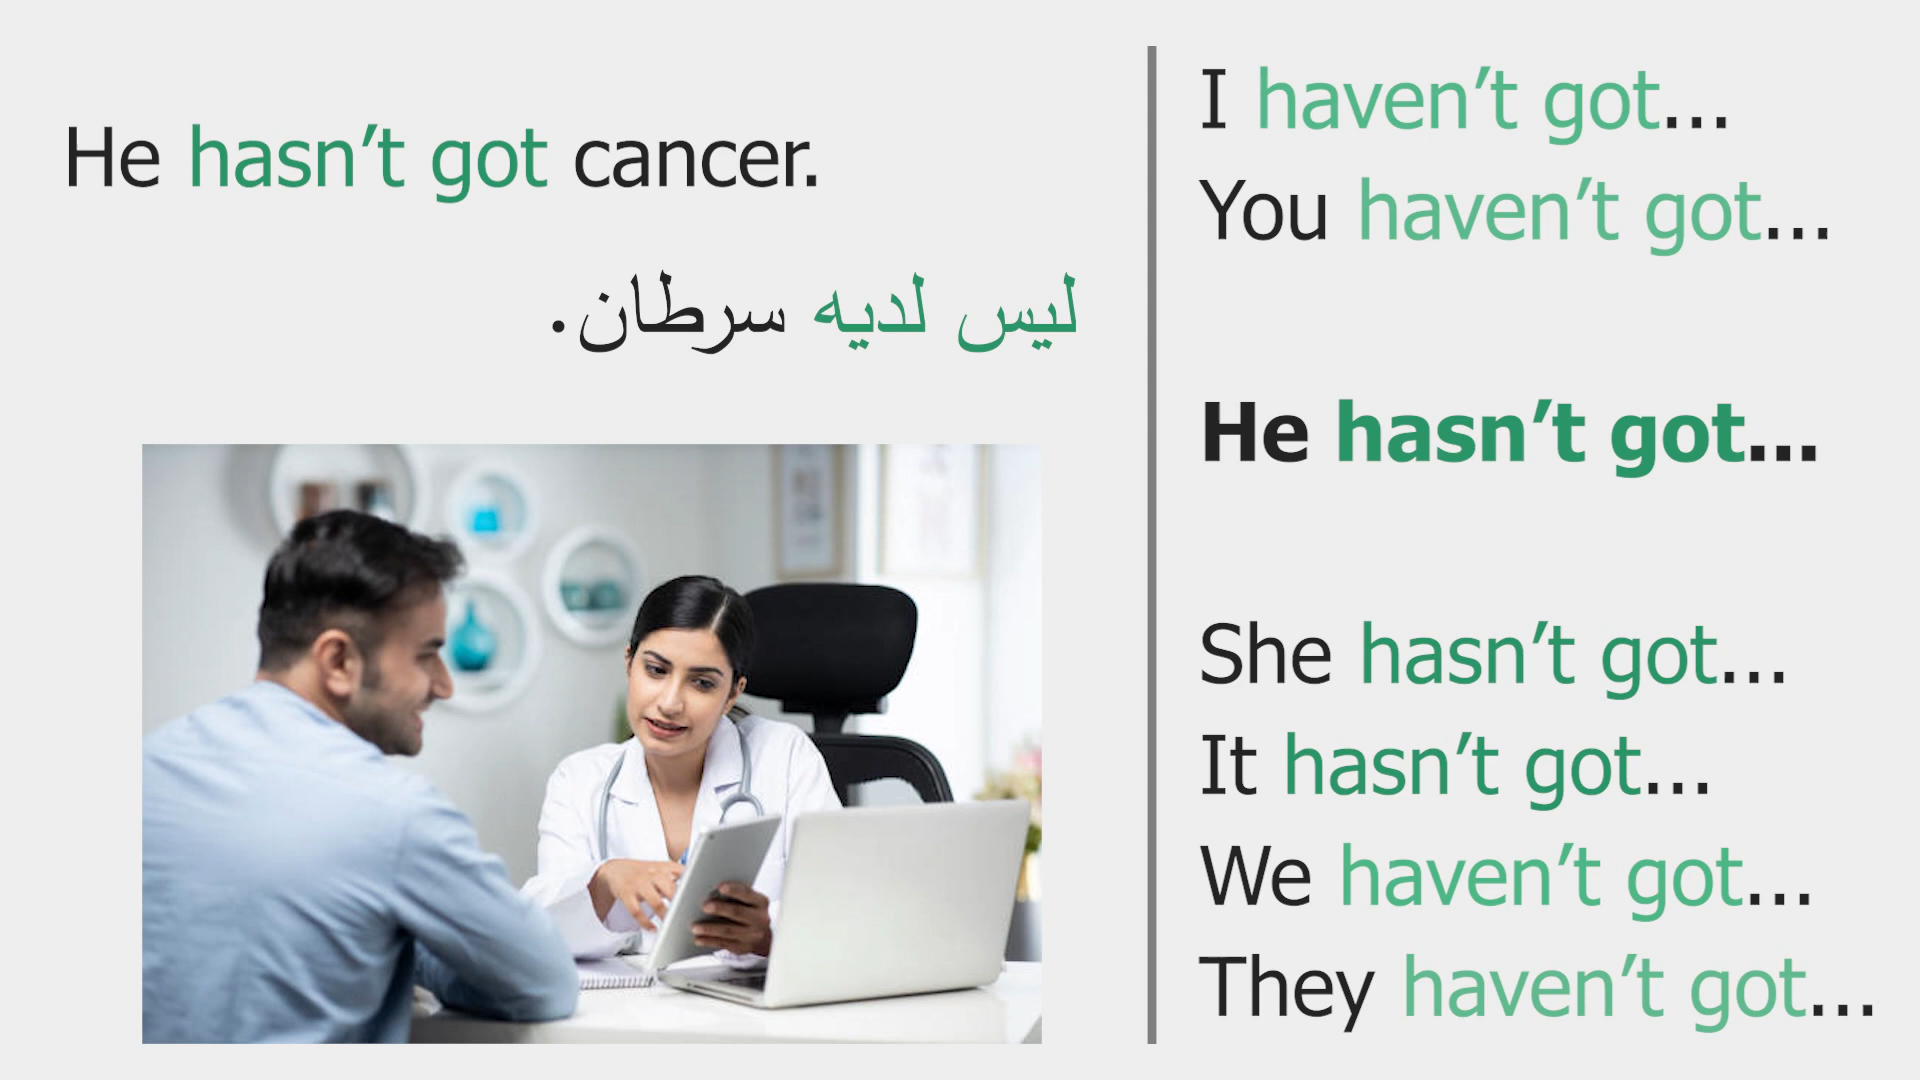 He hasn’t got cancer.
ليس لديه سرطان.
I haven’t got...
You haven’t got...
He hasn’t got...
She hasn’t got...
It hasn’t got...
We haven’t got...
They haven’t got...